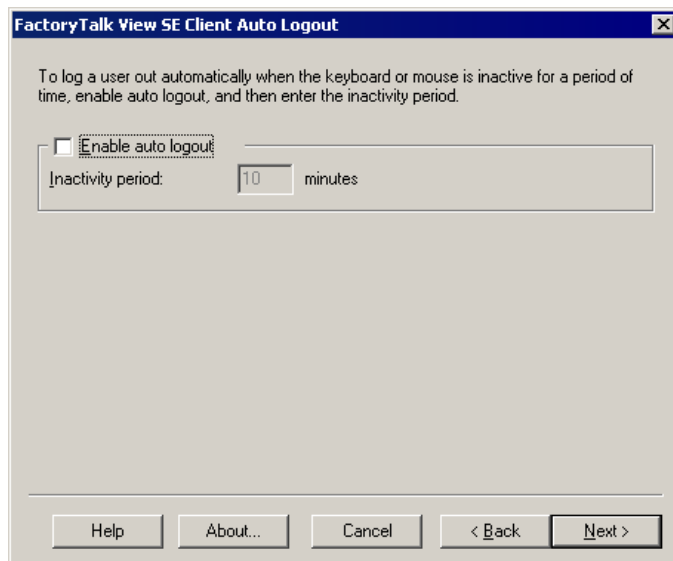 FactoryTalk View SE Client Auto Logout
To log a user out automatically when the keyboard or mouse is inactive for a period of
time, enable auto logout, and then enter the inactivity period.
Enable auto logout
Inactivity period: 10 minutes
Help About... Cancel < Back Next >